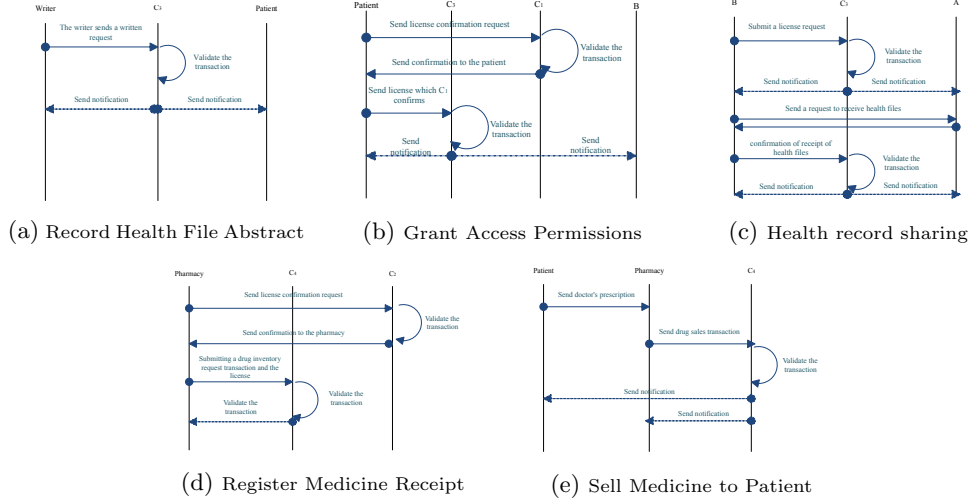 Writer
C₃
Patient
The writer sends a written
request
Validate the
transaction
Send notification
Send notification
(a) Record Health File Abstract
Patient
C₁
B
Send license confirmation request
Validate the
transaction
Send confirmation to the patient
Send license which C₁
confirms
Validate the
transaction
Send
notification
Send
notification
(b) Grant Access Permissions
B
A
Submit a license request
Validate the
transaction
Send notification
Send notification
Send a request to receive health files
confirmation of receipt of
health files
Validate the
transaction
Send notification
Send notification
(c) Health record sharing
Pharmacy
C₄
Send license confirmation request
Validate the
transaction
Send confirmation to the pharmacy
Submitting a drug inventory
request transaction and the
license
Validate the
transaction
Validate the
transaction
(d) Register Medicine Receipt
Patient
Pharmacy
C₄
Send doctor's prescription
Send drug sales transaction
Validate the
transaction
Send notification
Send notification
(e) Sell Medicine to Patient